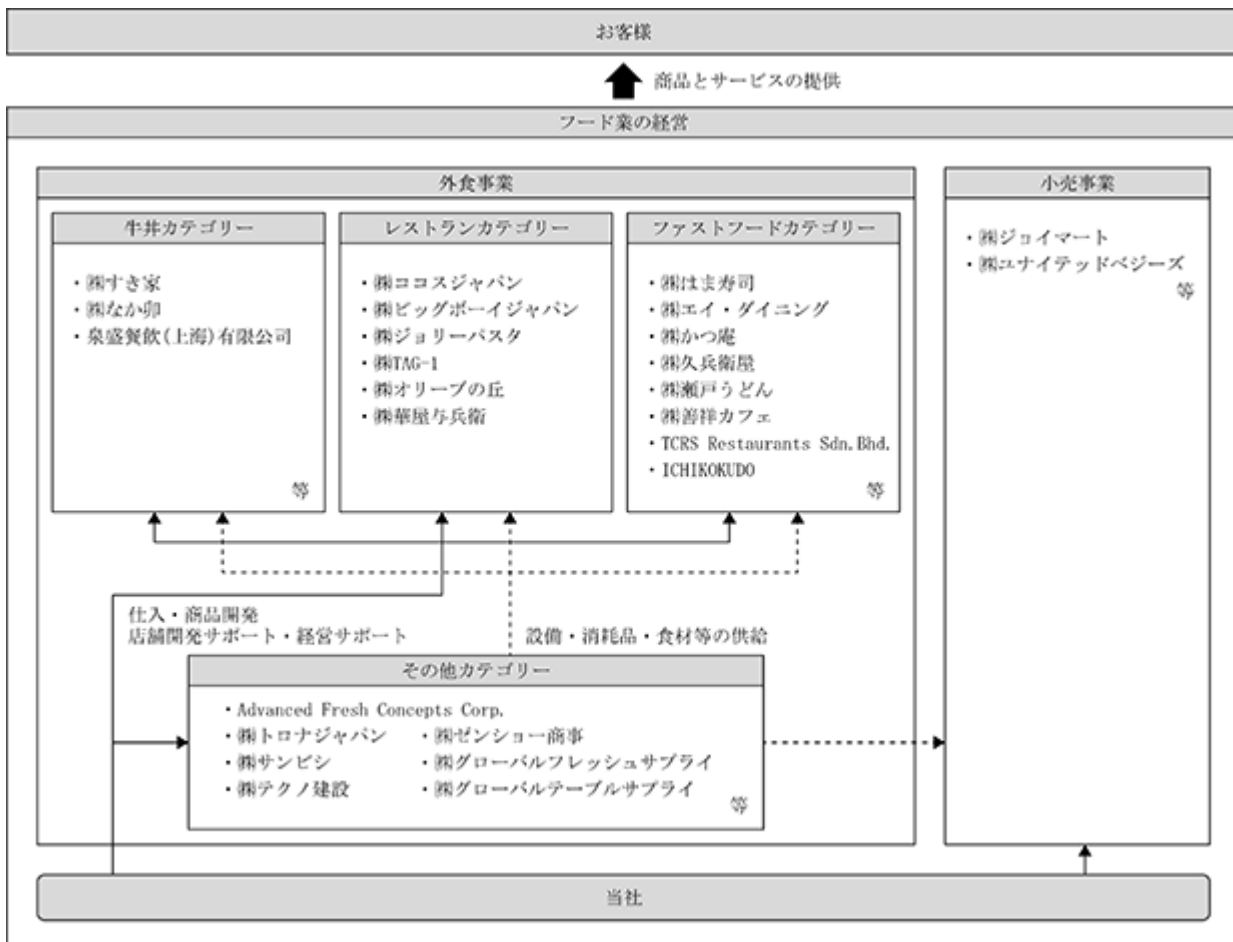 お客様
商品とサービスの提供
フード業の経営
外食事業
牛丼カテゴリー
・㈱すき家
・㈱なか卯
・泉盛餐飲(上海)有限公司
等
レストランカテゴリー
・㈱ココスジャパン
・㈱ビッグボーイジャパン
・㈱ジョリーパスタ
・㈱TAG-1
・㈱オリーブの丘
・㈱華屋与兵衛
ファストフードカテゴリー
・㈱はま寿司
・㈱エイ・ダイニング
・㈱かつ庵
・㈱久兵衛屋
・㈱瀬戸うどん
・㈱善祥カフェ
・TCRS Restaurants Sdn.Bhd.
・ICHIKOKUDO
等
小売事業
・㈱ジョイマート
・㈱ユナイテッドベジーズ
等
仕入・商品開発
店舗開発サポート・経営サポート
設備・消耗品・食材等の供給
その他カテゴリー
・Advanced Fresh Concepts Corp.
・㈱トロナジャパン ・㈱ゼンショー商事
・㈱サンビシ ・㈱グローバルフレッシュサプライ
・㈱テクノ建設 ・㈱グローバルテーブルサプライ
等
当社